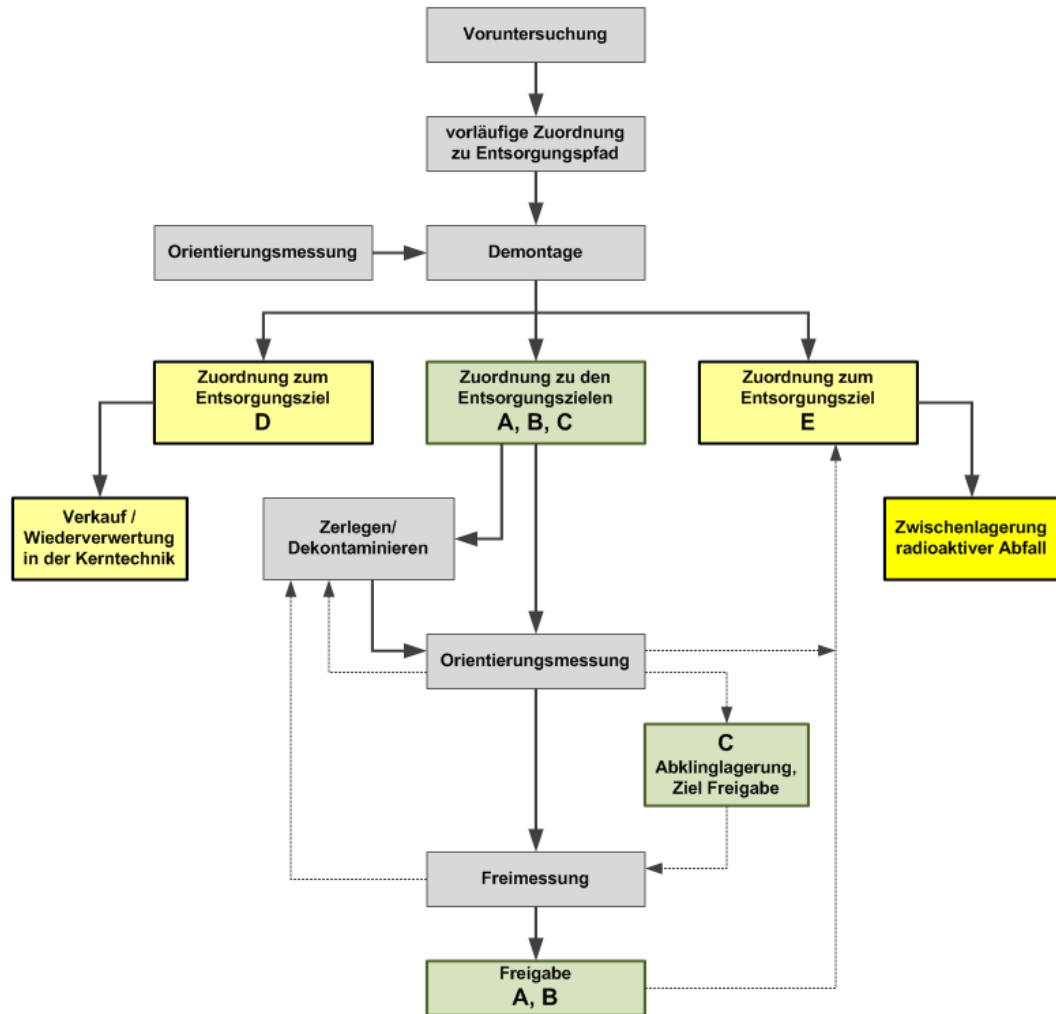 Voruntersuchung
vorläufige Zuordnung
zu Entsorgungspfad
Orientierungsmessung
Demontage
Zuordnung zum
Entsorgungsziel
D
Zuordnung zu den
Entsorgungszielen
A, B, C
Zuordnung zum
Entsorgungsziel
E
Verkauf /
Wiederverwertung
in der Kerntechnik
Zerlegen/
Dekontaminieren
Zwischenlagerung
radioaktiver Abfall
Orientierungsmessung
C
Abklinglagerung,
Ziel Freigabe
Freimessung
Freigabe
A, B